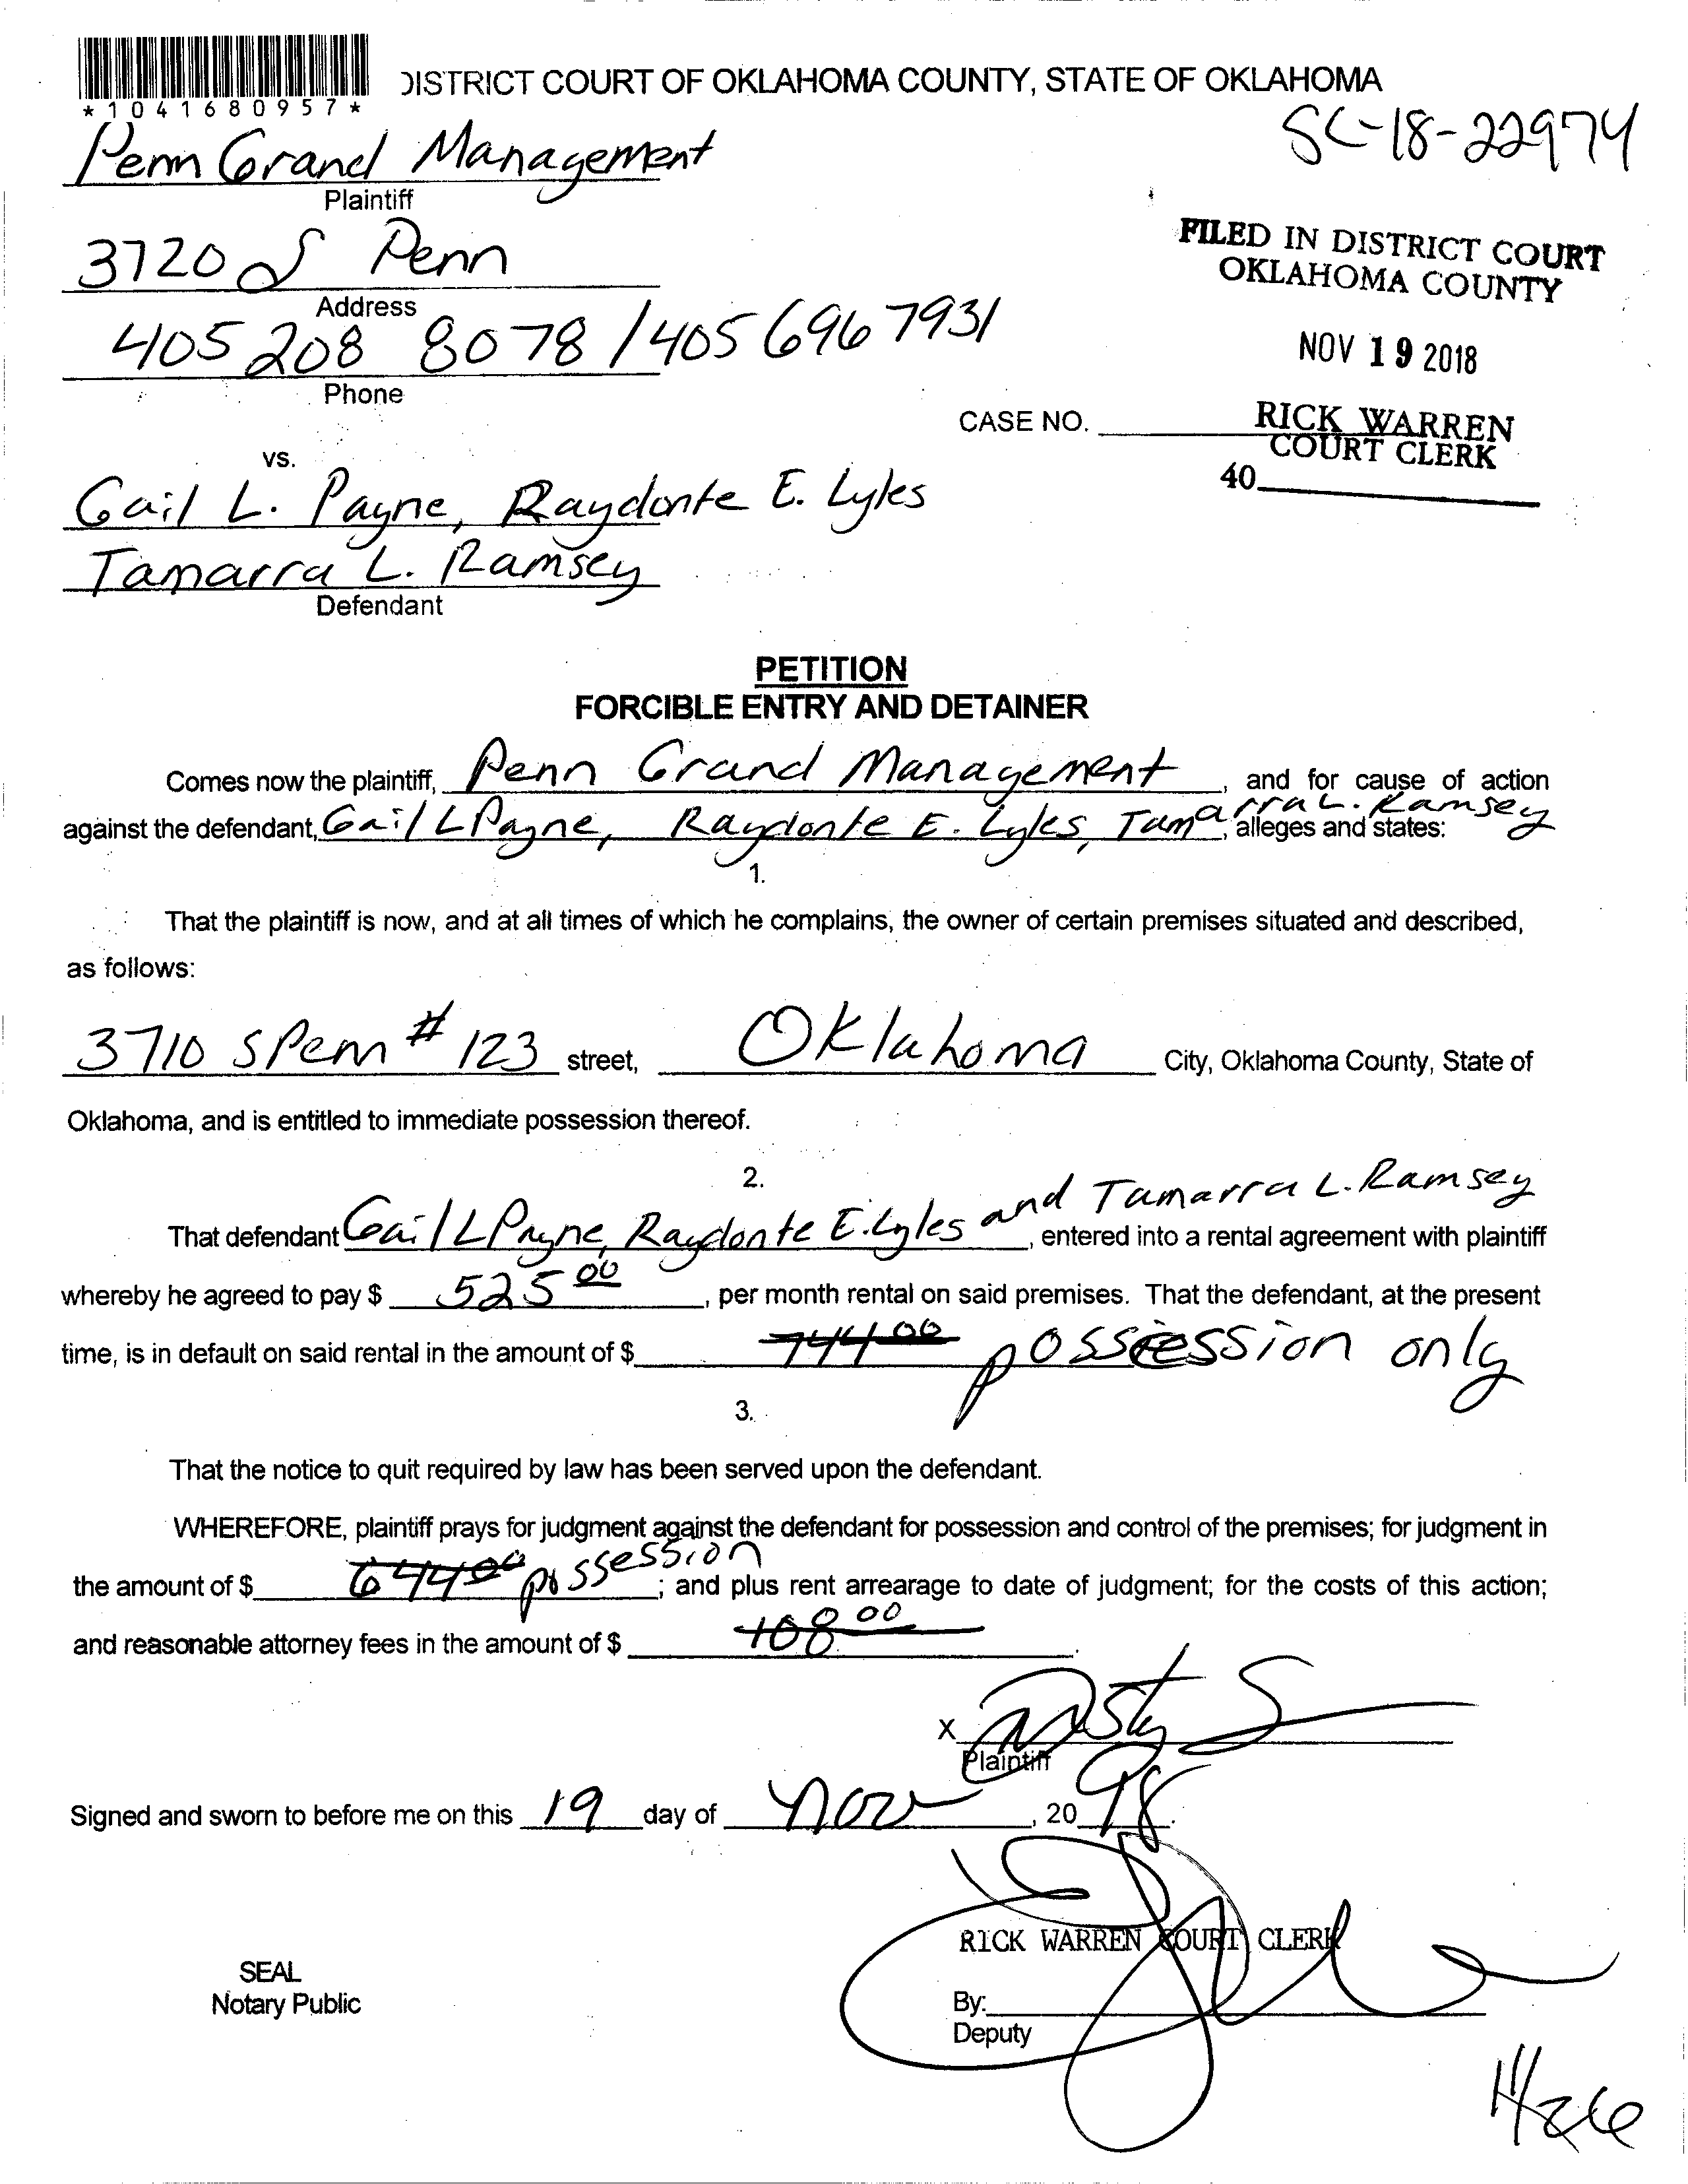 DISTRICT COURT OF OKLAHOMA COUNTY, STATE OF OKLAHOMA
*1041680957*
SC-18-22974
Penn Grand Management
Plaintiff
3720 S Penn
Address
405 208 8078 / 405 696 7931
Phone
FILED IN DISTRICT COURT
OKLAHOMA COUNTY
NOV 19 2018
RICK WARREN
COURT CLERK
40
CASE NO.
vs.
Gail L. Payne, Raydonte E. Lyles
Tamarra L. Ramsey
Defendant
PETITION
FORCIBLE ENTRY AND DETAINER
Comes now the plaintiff, Penn Grand Management, and for cause of action
against the defendant, Gail L Payne, Raydonte E. Lyles, Tamarra L. Ramsey, alleges and states:
1.
That the plaintiff is now, and at all times of which he complains, the owner of certain premises situated and described,
as follows:
3710 S Penn # 123 street, Oklahoma City, Oklahoma County, State of
Oklahoma, and is entitled to immediate possession thereof.
2.
That defendant Gail L Payne, Raydonte E. Lyles and Tamarra L. Ramsey, entered into a rental agreement with plaintiff
whereby he agreed to pay $ 525 00, per month rental on said premises. That the defendant, at the present
time, is in default on said rental in the amount of $ 744 00 possession only
3.
That the notice to quit required by law has been served upon the defendant.
WHEREFORE, plaintiff prays for judgment against the defendant for possession and control of the premises; for judgment in
the amount of $ 644 00 possession; and plus rent arrearage to date of judgment; for the costs of this action;
and reasonable attorney fees in the amount of $ 108 00.
X
Plaintiff
Signed and sworn to before me on this 19 day of Nov, 20 18.
RICK WARREN COURT CLERK
SEAL
Notary Public
By:
Deputy
11/26